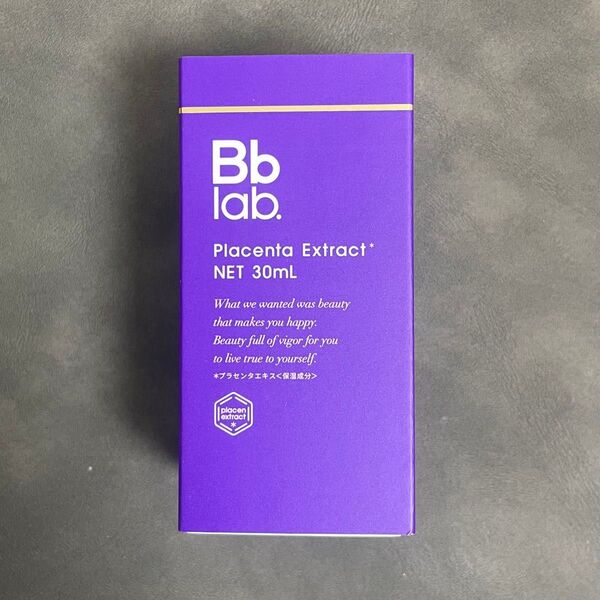 Bb
lab.
Placenta Extract*
NET 30mL
What we wanted was beauty
that makes you happy.
Beauty full of vigor for you
to live true to yourself.
*プラセンタエキス<保湿成分>
placen
extract
*